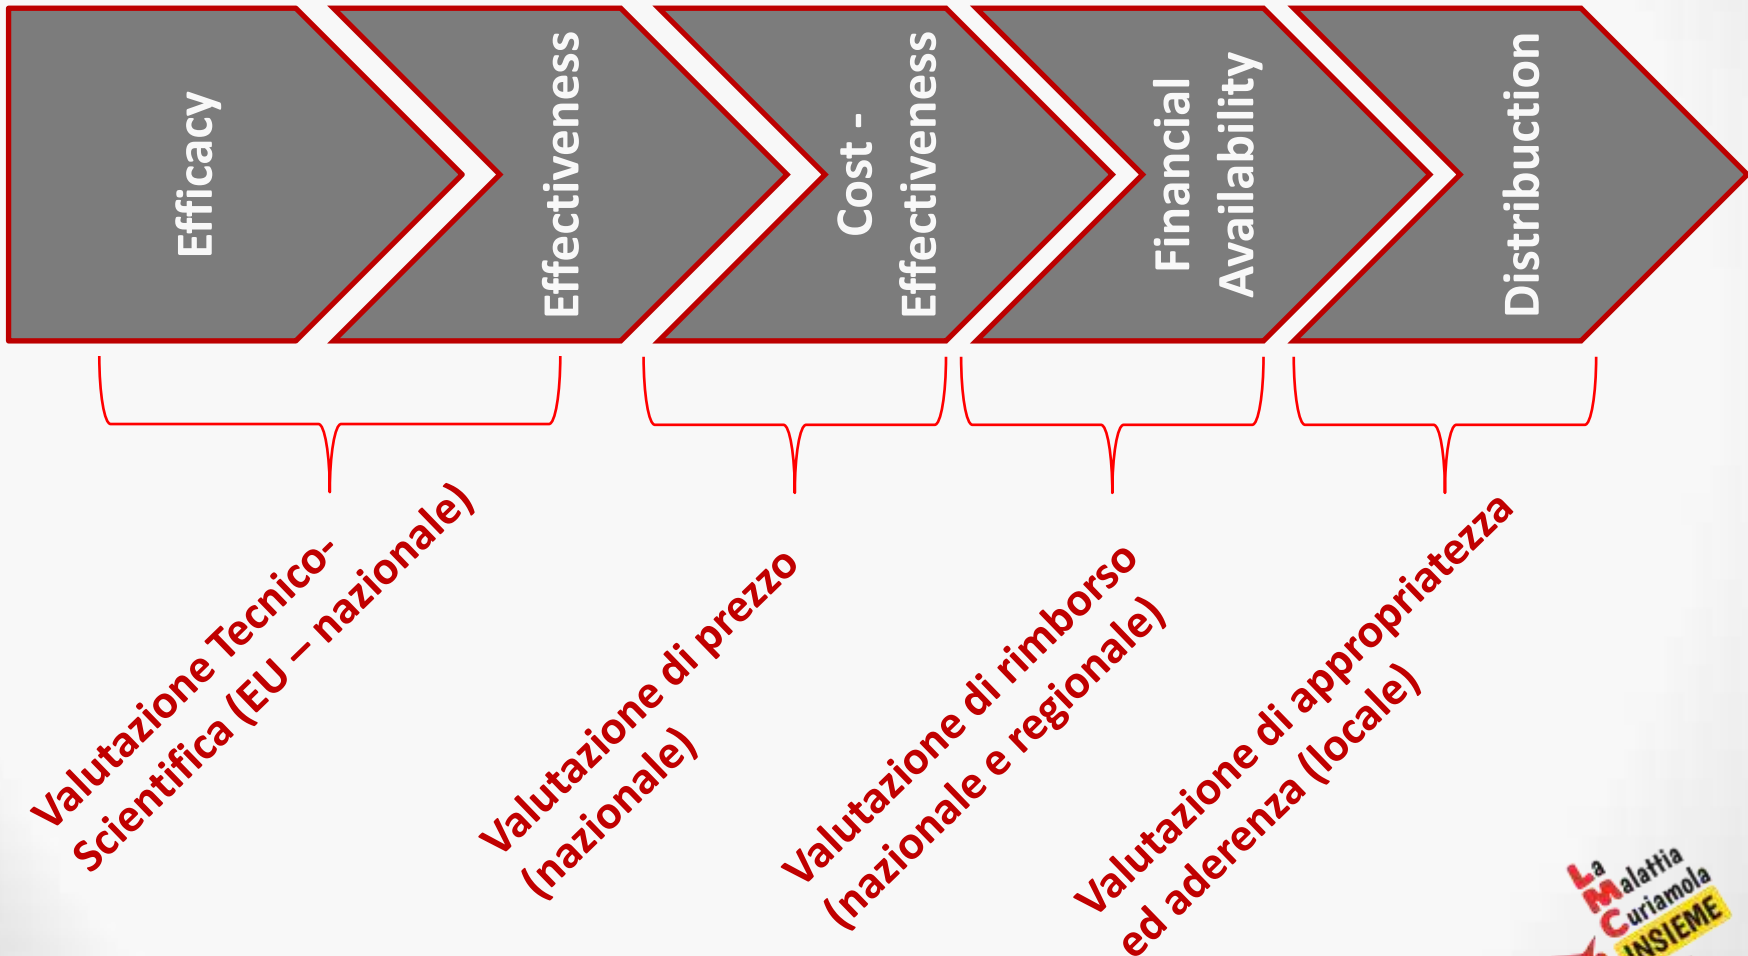 Efficacy
Effectiveness
Cost -
Effectiveness
Financial
Availability
Distribuction
Valutazione Tecnico-
Scientifica (EU – nazionale)
Valutazione di prezzo
(nazionale)
Valutazione di rimborso
(nazionale e regionale)
Valutazione di appropriatezza
ed aderenza (locale)
La
Malattia
Curiamola
INSIEME